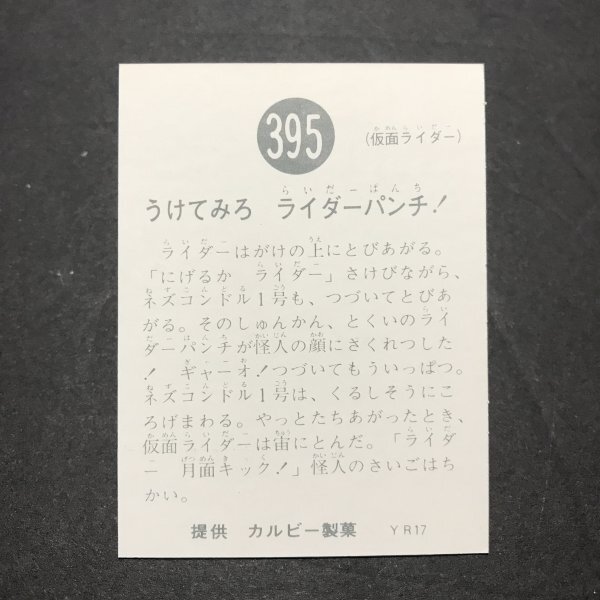 395
(仮面ライダー)
うけてみろ ライダーパンチ!
ライダーはがけの上にとびあがる。
「にげるか ライダー」さけびながら、
ネズコンドル1号も、つづいてとびあ
がる。そのしゅんかん、とくいのライ
ダーパンチが怪人の顔にさくれつした
! ギャーオ!つづいてもういっぱつ。
ネズコンドル1号は、くるしそうにこ
ろげまわる。やっとたちあがったとき、
仮面ライダーは宙にとんだ。「ライダ
ー 月面キック!」怪人のさいごはち
かい。
提供 カルビー製菓 YR17